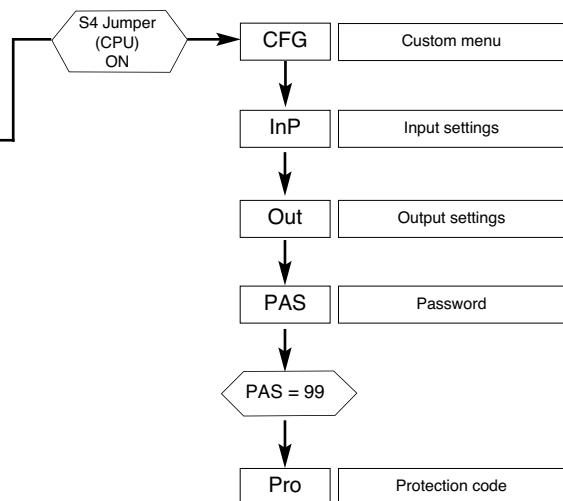 S4 Jumper
(CPU)
ON
CFG
Custom menu
InP
Input settings
Out
Output settings
PAS
Password
PAS = 99
Pro
Protection code